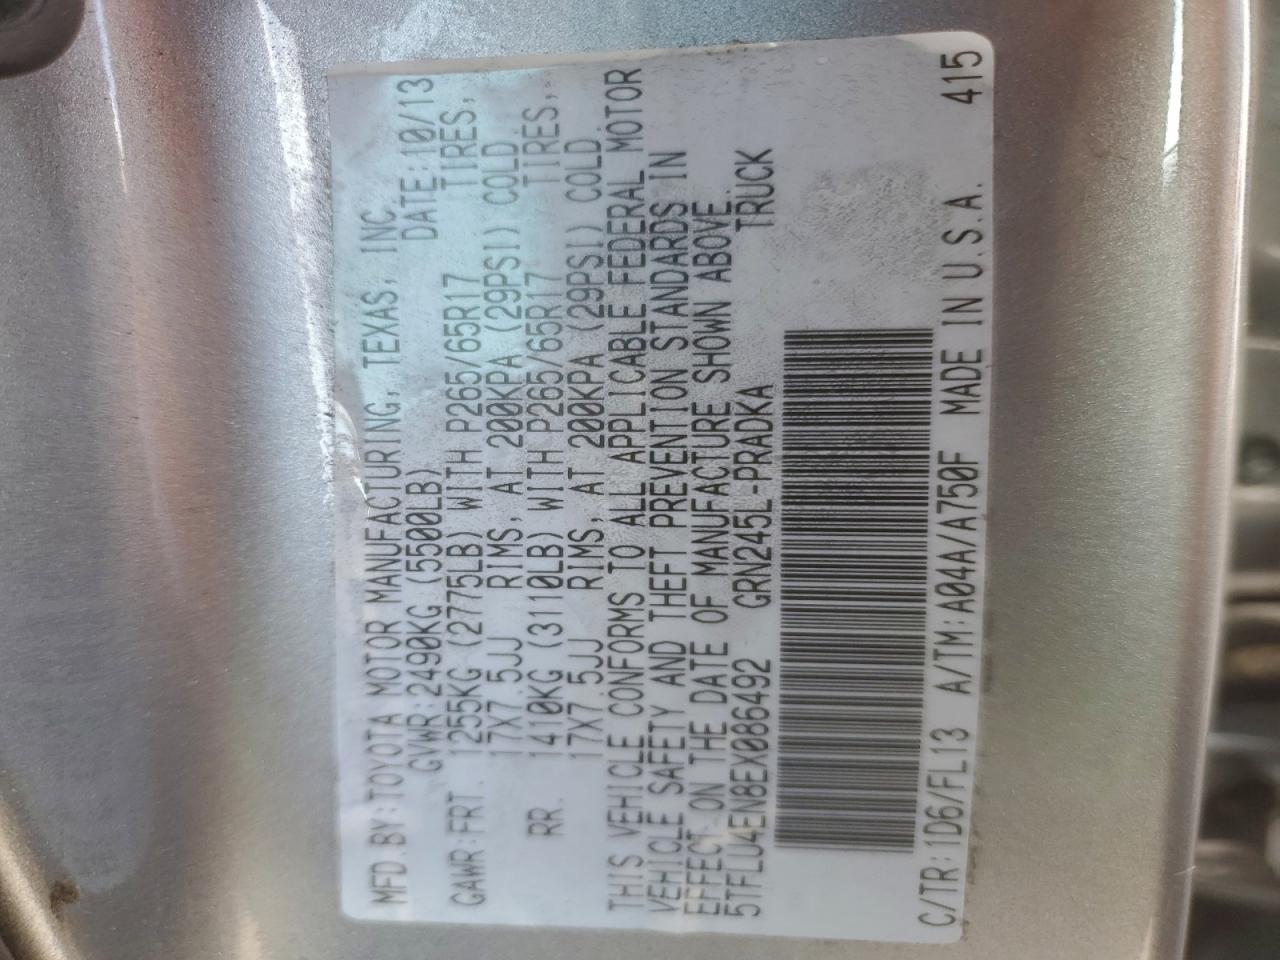 MFD.BY:TOYOTA MOTOR MANUFACTURING, TEXAS, INC.
GVWR:2490KG(5500LB) DATE:10/13
GAWR:FRT. 1255KG(2775LB)WITH P265/65R17 TIRES,
17X7.5JJ RIMS, AT 200KPA(29PSI) COLD.
RR. 1410KG(3110LB)WITH P265/65R17 TIRES,
17X7.5JJ RIMS, AT 200KPA(29PSI) COLD.
THIS VEHICLE CONFORMS TO ALL APPLICABLE FEDERAL MOTOR
VEHICLE SAFETY AND THEFT PREVENTION STANDARDS IN
EFFECT ON THE DATE OF MANUFACTURE SHOWN ABOVE.
5TFLU4EN8EX086492 GRN245L-PRADKA TRUCK
C/TR:1D6/FL13 A/TM:A04A/A750F MADE IN U.S.A. 415